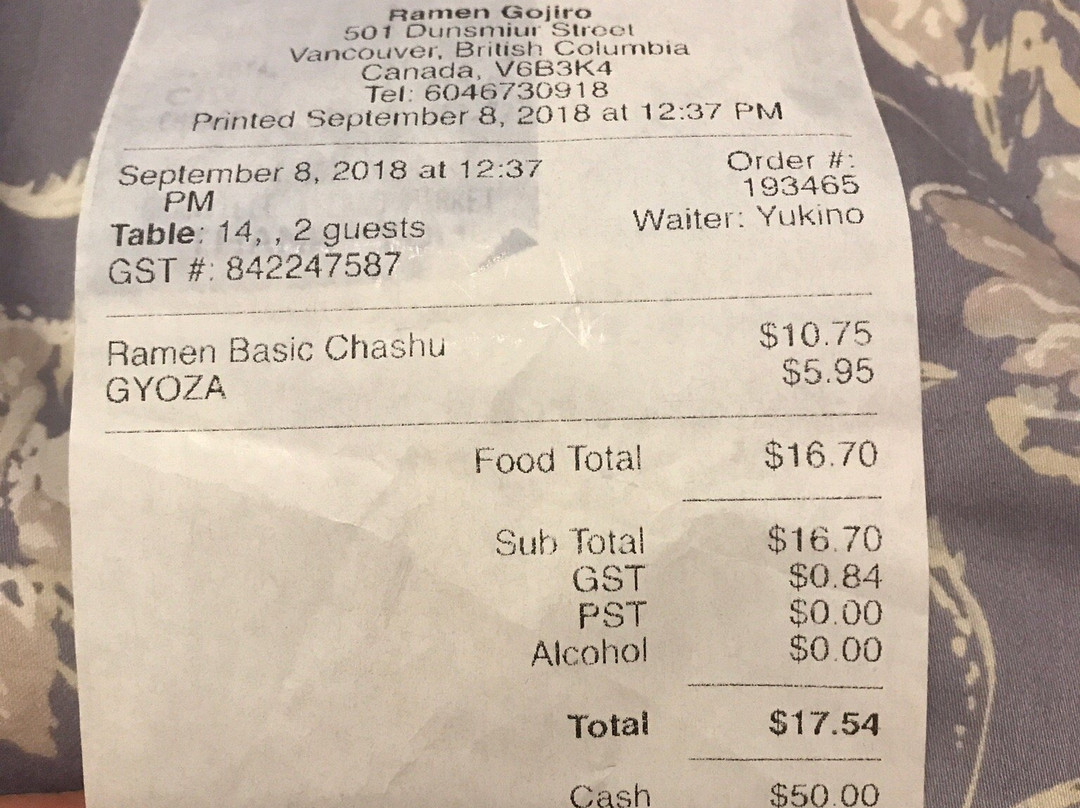 Ramen Gojiro
501 Dunsmiur Street
Vancouver, British Columbia
Canada, V6B3K4
Tel: 6046730918
Printed September 8, 2018 at 12:37 PM
September 8, 2018 at 12:37
PM
Order #:
193465
Table: 14, , 2 guests
Waiter: Yukino
GST #: 842247587
Ramen Basic Chashu $10.75
GYOZA $5.95
Food Total $16.70
Sub Total $16.70
GST $0.84
PST $0.00
Alcohol $0.00
Total $17.54
Cash $50.00